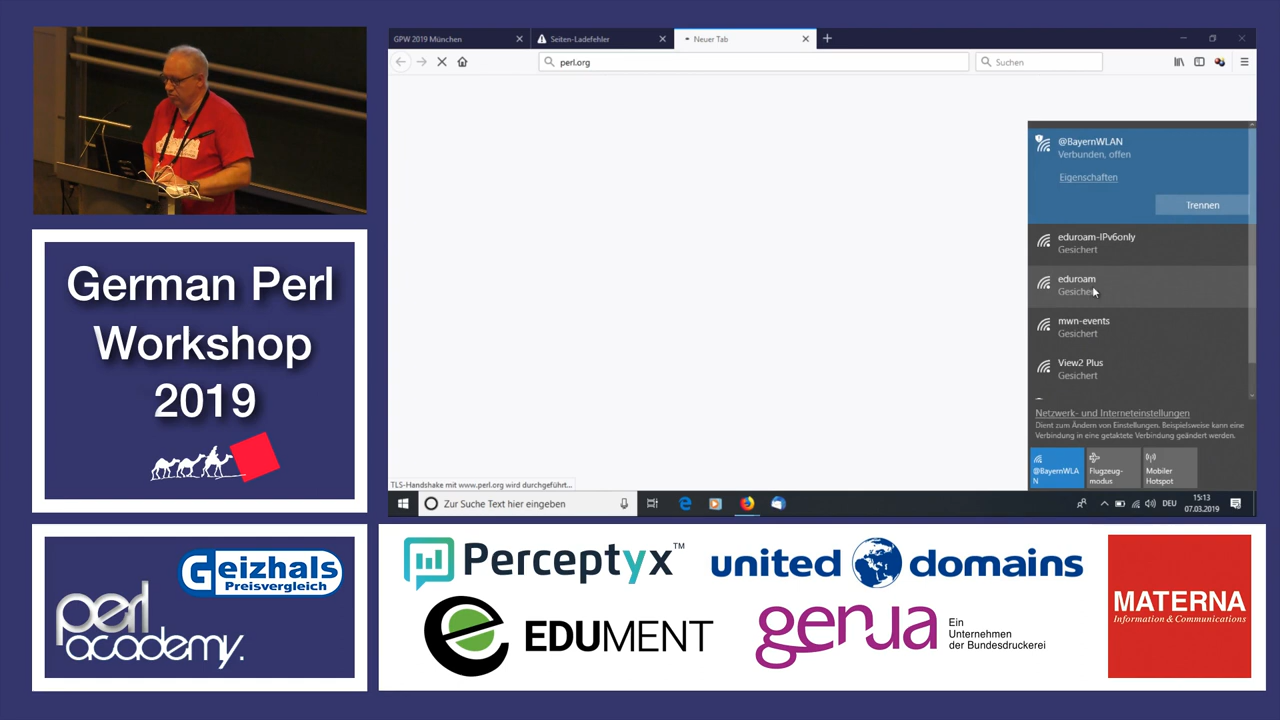 GPW 2019 München
Seiten-Ladefehler
Neuer Tab
perl.org
Suchen
@BayernWLAN
Verbunden, offen
Eigenschaften
Trennen
eduroam-IPv6only
Gesichert
eduroam
Gesichert
mwn-events
Gesichert
View2 Plus
Gesichert
Netzwerk- und Interneteinstellungen
Dient zum Ändern von Einstellungen. Beispielsweise kann eine
Verbindung in eine getaktete Verbindung geändert werden.
@BayernWLA
N
Flugzeug-
modus
Mobiler
Hotspot
TLS-Handshake mit www.perl.org wird durchgeführt...
Zur Suche Text hier eingeben
DEU
15:13
07.03.2019
German Perl
Workshop
2019
Geizhals
Preisvergleich
perl
academy.
Perceptyx™
united domains
EDUMENT
genua
Ein
Unternehmen
der Bundesdruckerei
MATERNA
Information & Communications